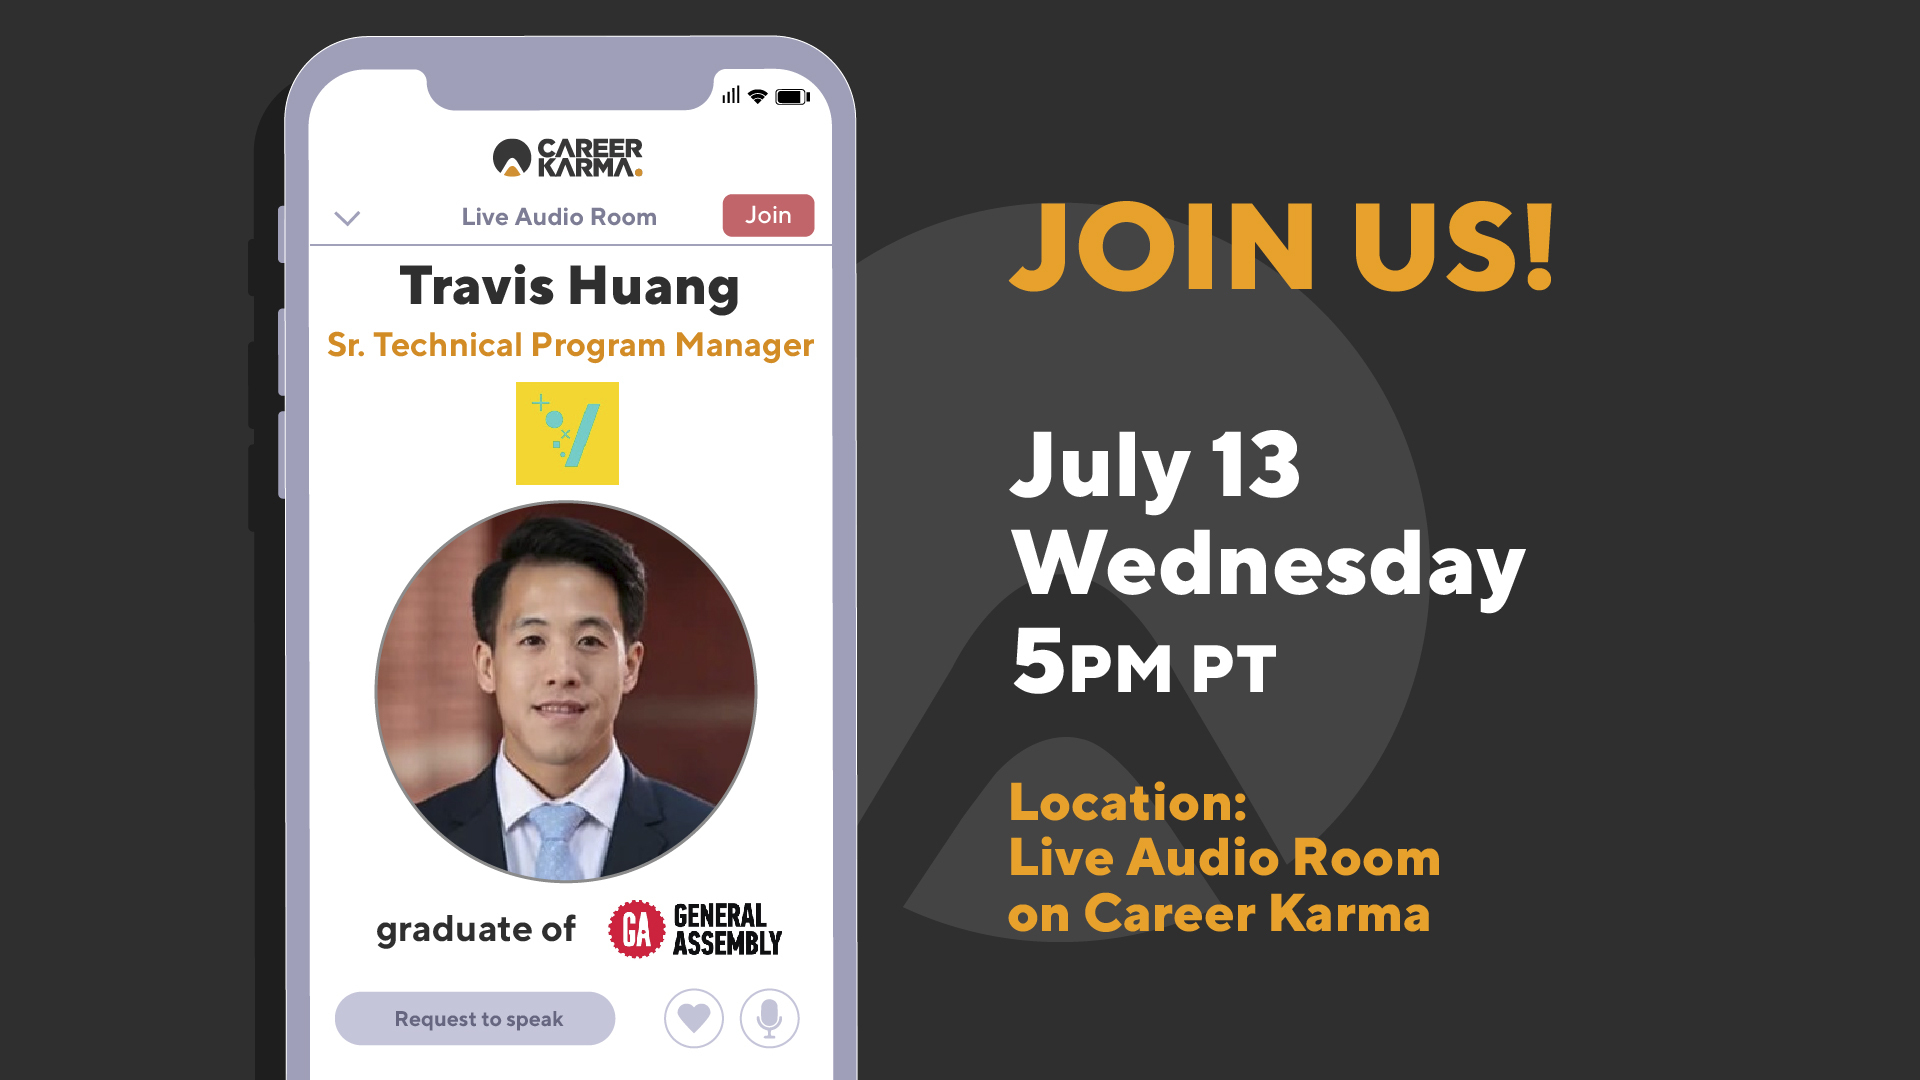 CAREER
KARMA.
Live Audio Room
Join
Travis Huang
Sr. Technical Program Manager
graduate of
GA
GENERAL
ASSEMBLY
Request to speak
JOIN US!
July 13
Wednesday
5PM PT
Location:
Live Audio Room
on Career Karma